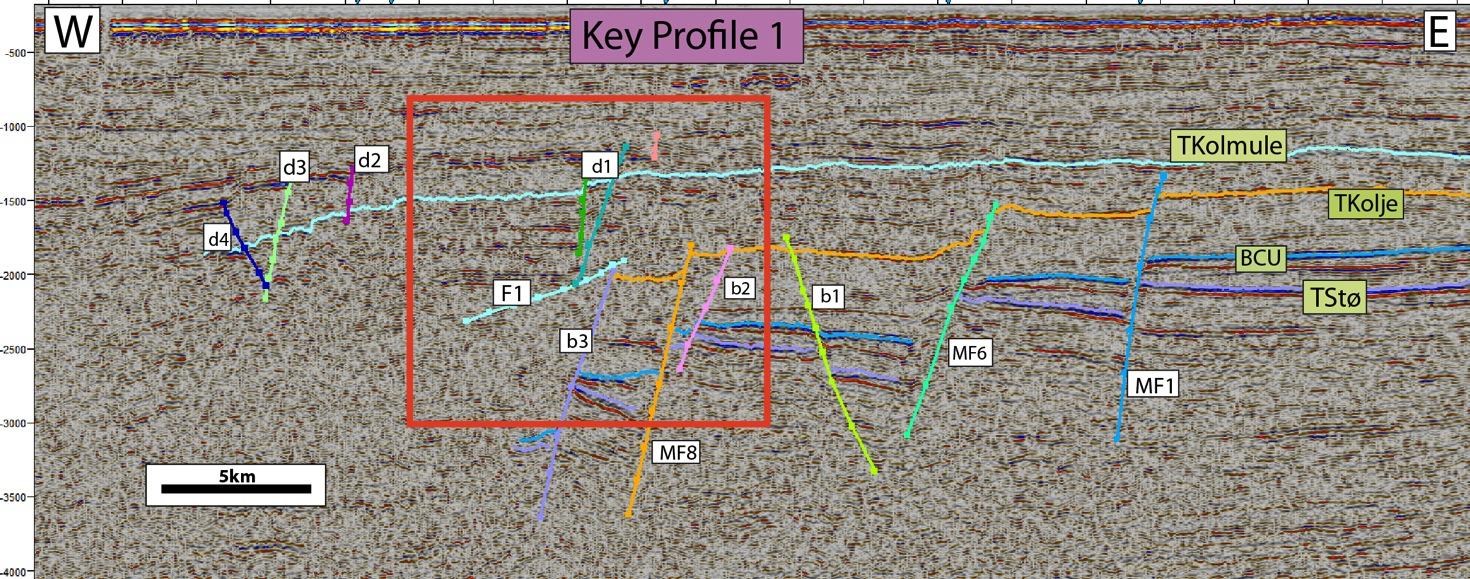 W
Key Profile 1
E
-500
-1000
-1500
-2000
-2500
-3000
-3500
-4000
d3
d2
d1
d4
F1
b3
b2
b1
MF8
MF6
MF1
TKolmule
TKolje
BCU
TStø
5km